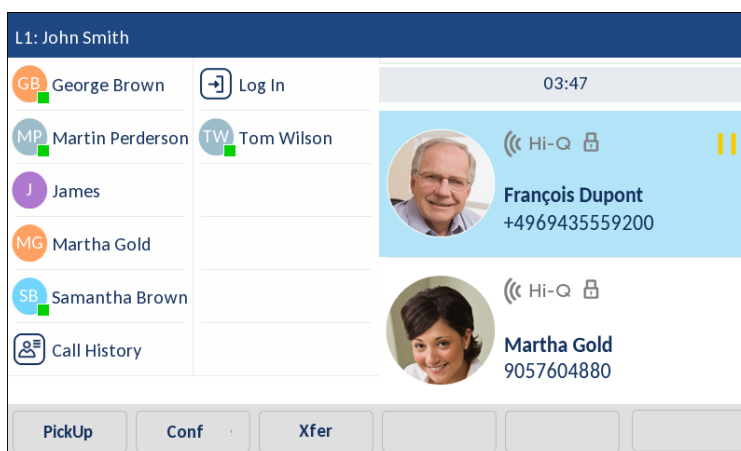 L1: John Smith
GB George Brown
Log In
MP Martin Perderson
TW Tom Wilson
J James
MG Martha Gold
SB Samantha Brown
Call History
03:47
Hi-Q
François Dupont
+4969435559200
Hi-Q
Martha Gold
9057604880
PickUp
Conf
Xfer